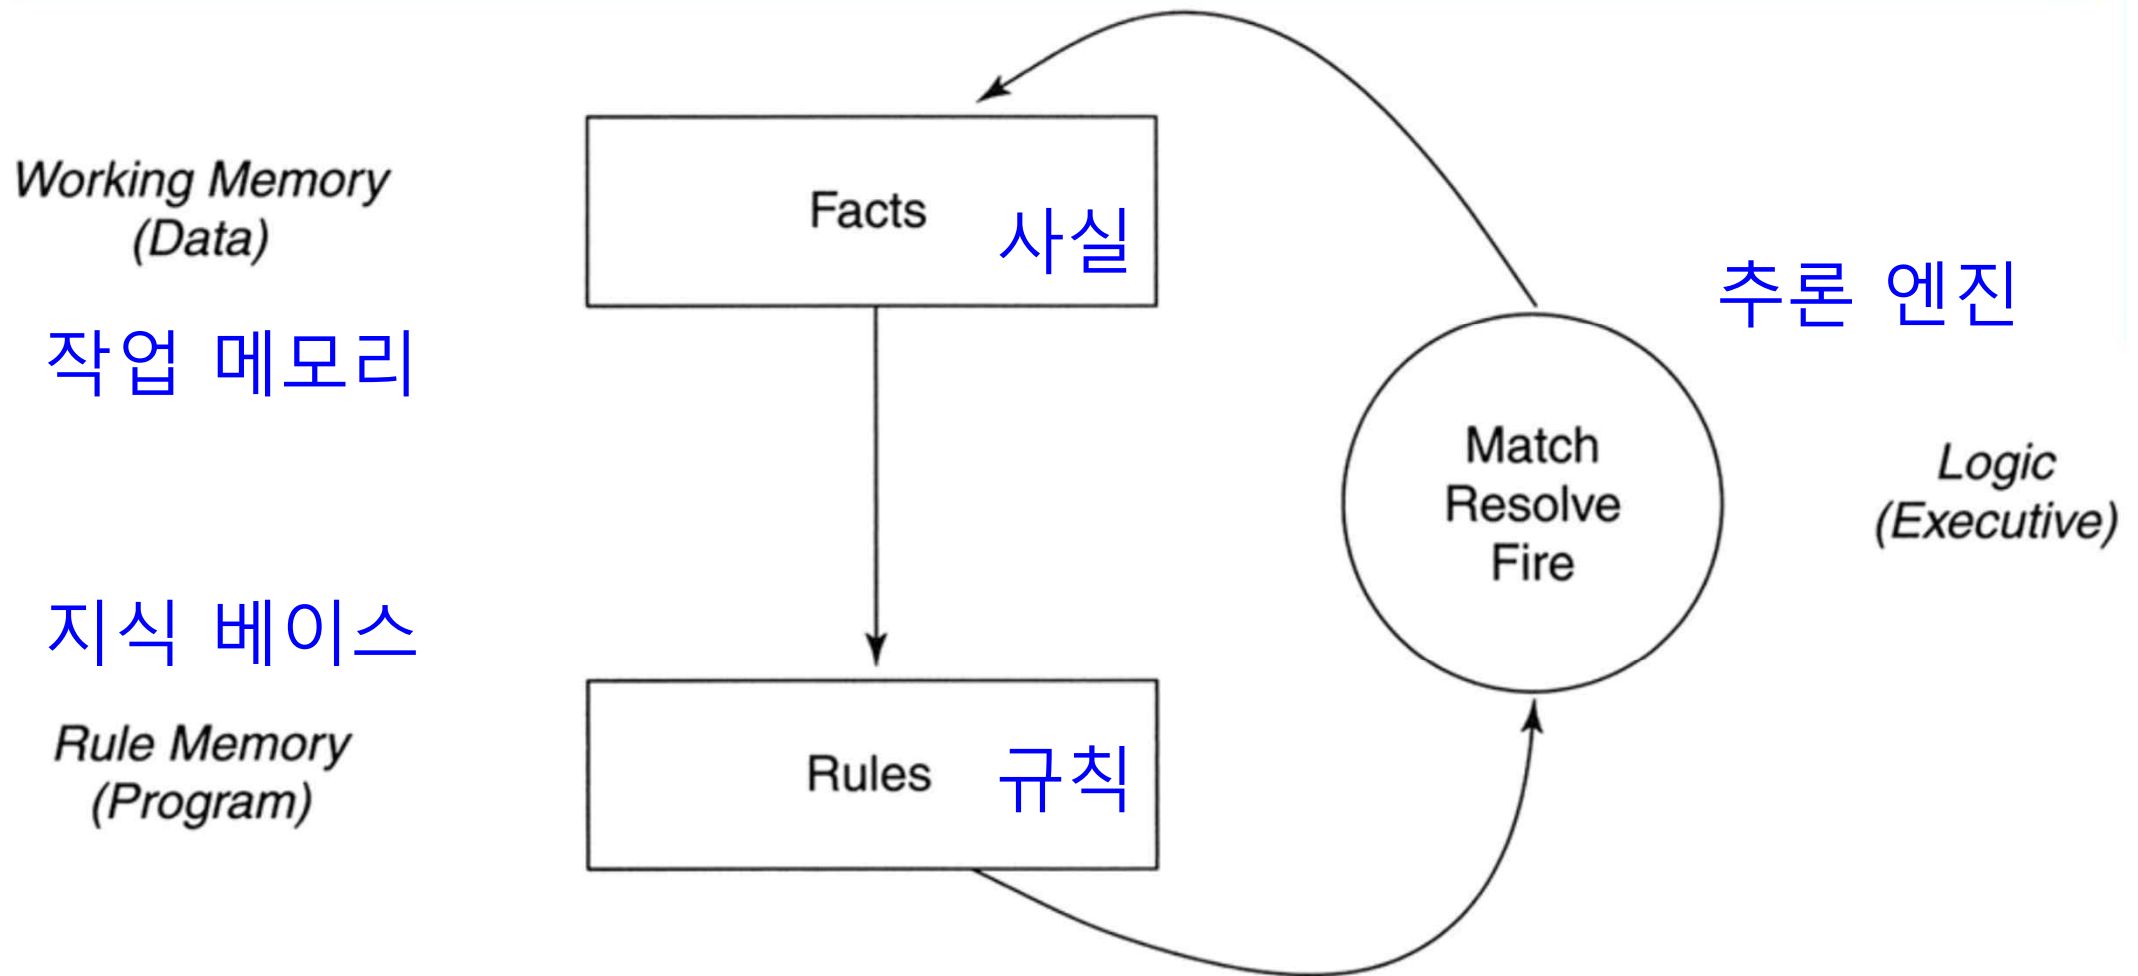 Working Memory
(Data)
작업 메모리
Facts
사실
추론 엔진
Match
Resolve
Fire
Logic
(Executive)
지식 베이스
Rule Memory
(Program)
Rules
규칙